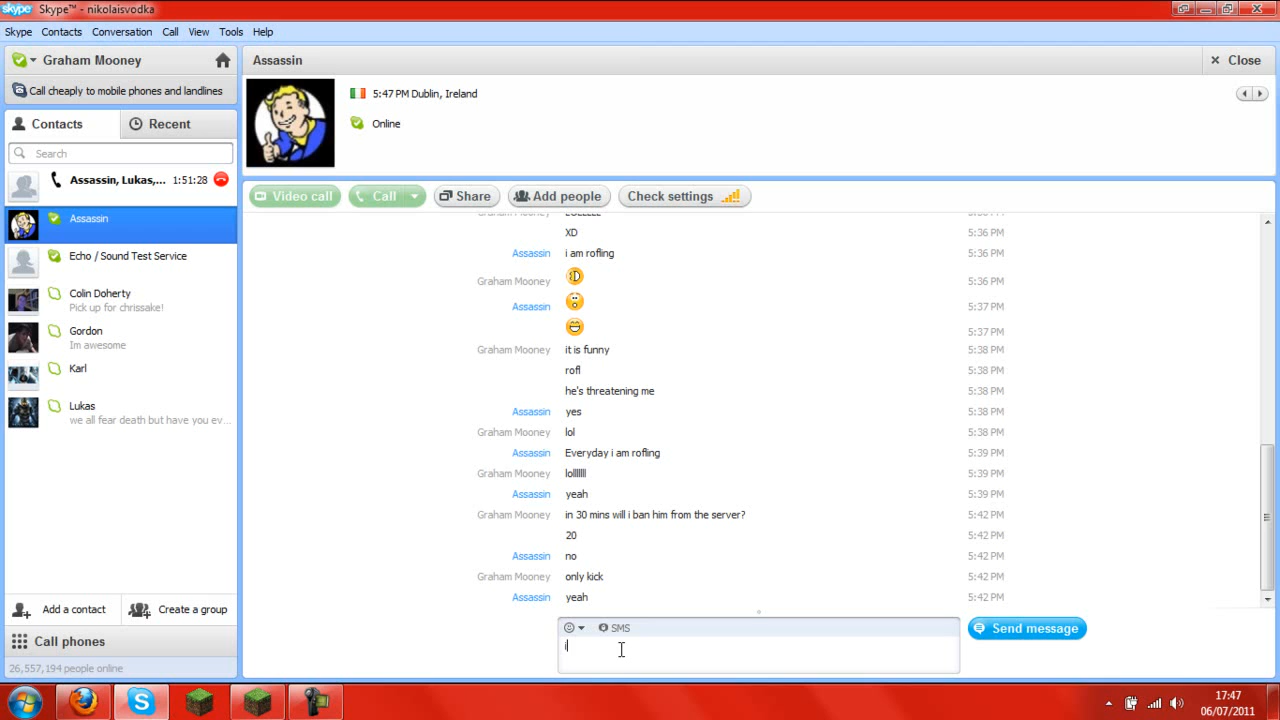 skype Skype™ - nikolaisvodka
Skype Contacts Conversation Call View Tools Help
Graham Mooney
Call cheaply to mobile phones and landlines
Contacts Recent
Search
Assassin, Lukas,... 1:51:28
Assassin
Echo / Sound Test Service
Colin Doherty
Pick up for chrissake!
Gordon
Im awesome
Karl
Lukas
we all fear death but have you ev...
Add a contact Create a group
Call phones
26,557,194 people online
Assassin Close
5:47 PM Dublin, Ireland
Online
Video call Call Share Add people Check settings
XD 5:36 PM
Assassin i am rofling 5:36 PM
Graham Mooney 5:36 PM
Assassin 5:37 PM
5:37 PM
Graham Mooney it is funny 5:38 PM
rofl 5:38 PM
he's threatening me 5:38 PM
Assassin yes 5:38 PM
Graham Mooney lol 5:38 PM
Assassin Everyday i am rofling 5:39 PM
Graham Mooney lolllllll 5:39 PM
Assassin yeah 5:39 PM
Graham Mooney in 30 mins will i ban him from the server? 5:42 PM
20 5:42 PM
Assassin no 5:42 PM
Graham Mooney only kick 5:42 PM
Assassin yeah 5:42 PM
SMS
i
Send message
17:47
06/07/2011